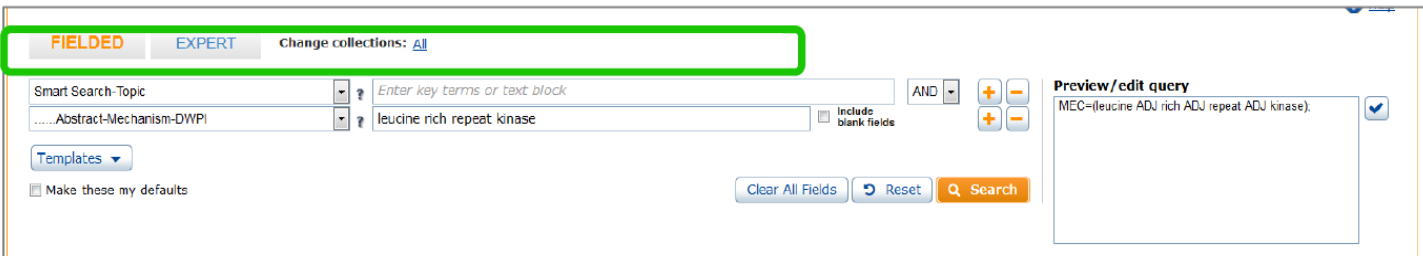 Help
FIELDED EXPERT Change collections: All
Smart Search-Topic ? Enter key terms or text block AND + −
......Abstract-Mechanism-DWPI ? leucine rich repeat kinase Include blank fields + −
Templates
Make these my defaults
Clear All Fields Reset Search
Preview/edit query
MEC=(leucine ADJ rich ADJ repeat ADJ kinase);